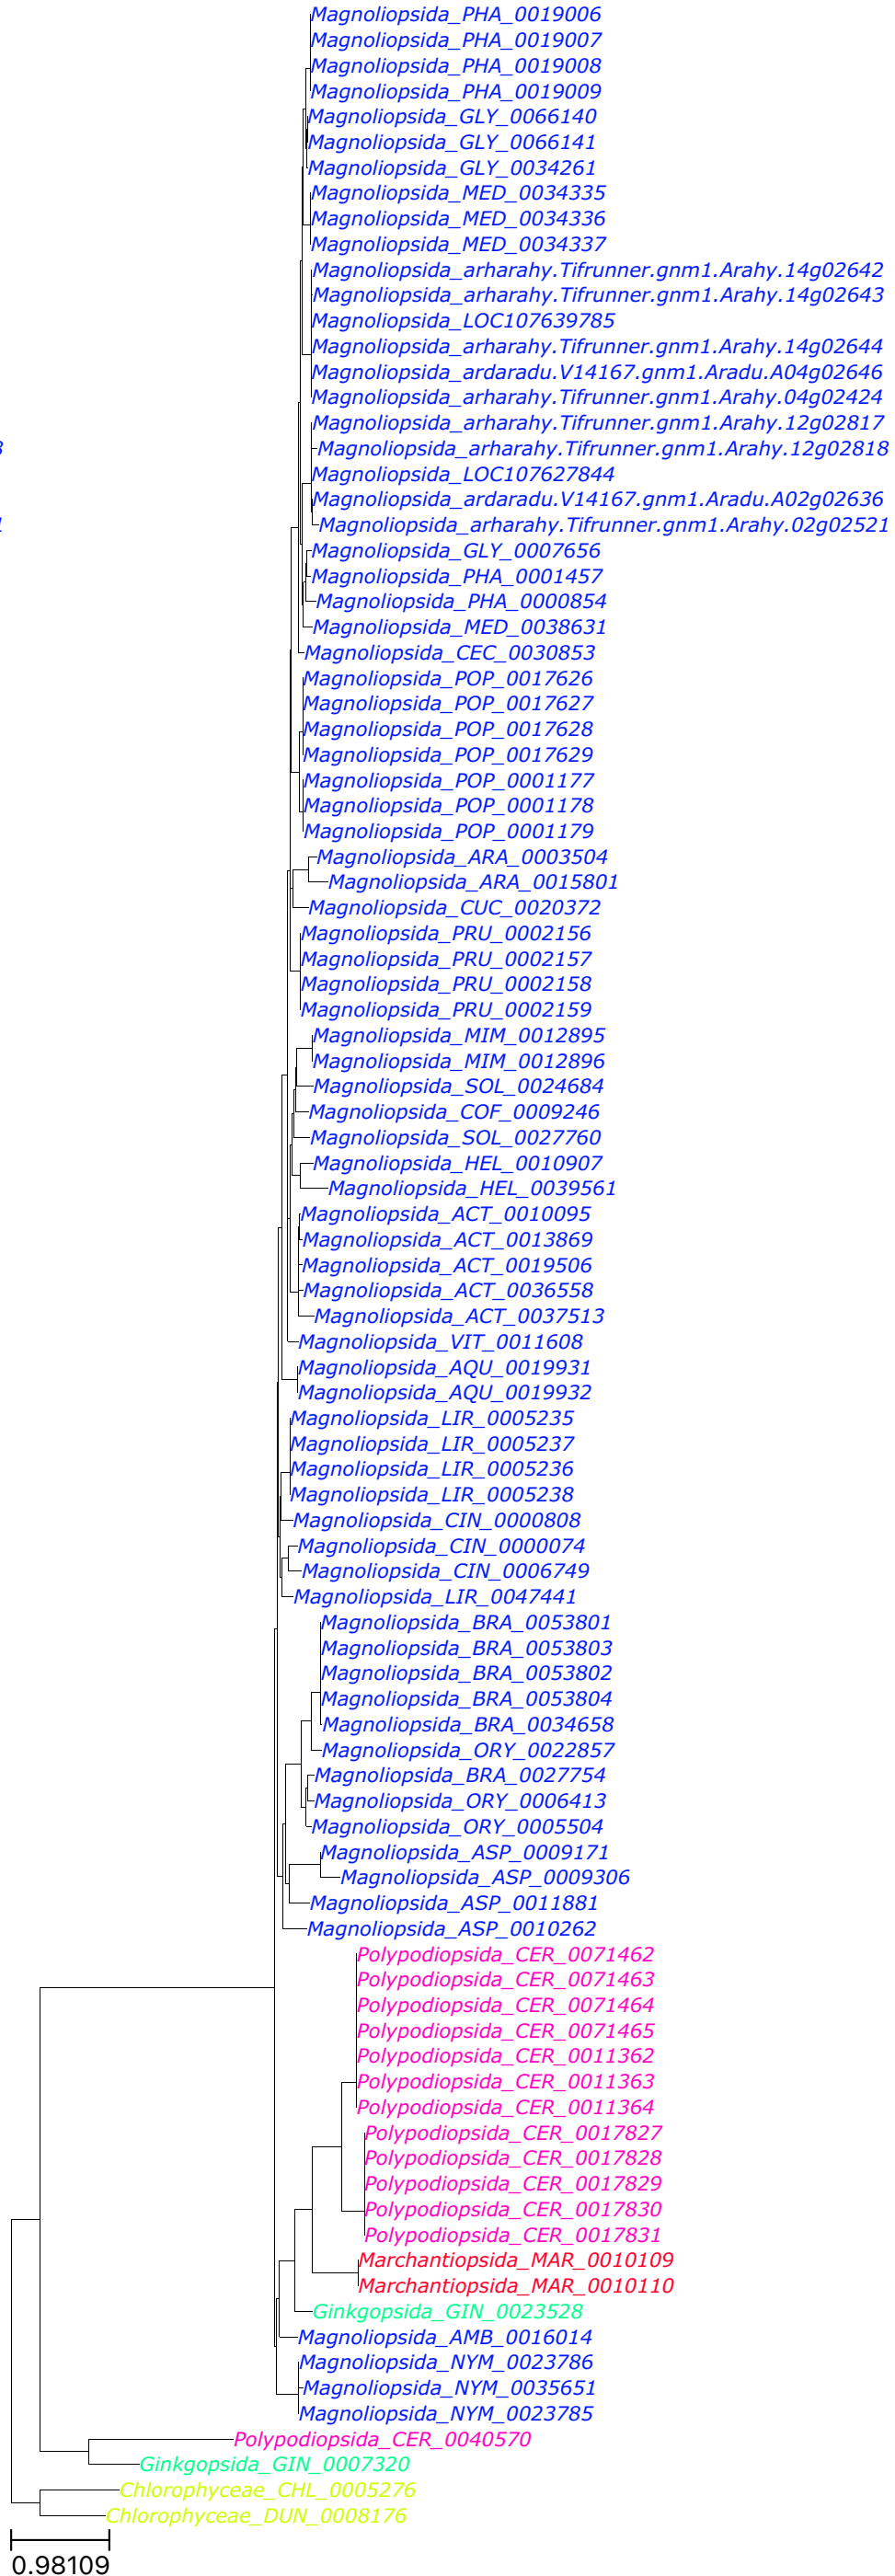 Magnoliopsida_PHA_0019006
Magnoliopsida_PHA_0019007
Magnoliopsida_PHA_0019008
Magnoliopsida_PHA_0019009
Magnoliopsida_GLY_0066140
Magnoliopsida_GLY_0066141
Magnoliopsida_GLY_0034261
Magnoliopsida_MED_0034335
Magnoliopsida_MED_0034336
Magnoliopsida_MED_0034337
Magnoliopsida_arharahy.Tifrunner.gnm1.Arahy.14g02642
Magnoliopsida_arharahy.Tifrunner.gnm1.Arahy.14g02643
Magnoliopsida_LOC107639785
Magnoliopsida_arharahy.Tifrunner.gnm1.Arahy.14g02644
Magnoliopsida_ardaradu.V14167.gnm1.Aradu.A04g02646
Magnoliopsida_arharahy.Tifrunner.gnm1.Arahy.04g02424
Magnoliopsida_arharahy.Tifrunner.gnm1.Arahy.12g02817
Magnoliopsida_arharahy.Tifrunner.gnm1.Arahy.12g02818
Magnoliopsida_LOC107627844
Magnoliopsida_ardaradu.V14167.gnm1.Aradu.A02g02636
Magnoliopsida_arharahy.Tifrunner.gnm1.Arahy.02g02521
Magnoliopsida_GLY_0007656
Magnoliopsida_PHA_0001457
Magnoliopsida_PHA_0000854
Magnoliopsida_MED_0038631
Magnoliopsida_CEC_0030853
Magnoliopsida_POP_0017626
Magnoliopsida_POP_0017627
Magnoliopsida_POP_0017628
Magnoliopsida_POP_0017629
Magnoliopsida_POP_0001177
Magnoliopsida_POP_0001178
Magnoliopsida_POP_0001179
Magnoliopsida_ARA_0003504
Magnoliopsida_ARA_0015801
Magnoliopsida_CUC_0020372
Magnoliopsida_PRU_0002156
Magnoliopsida_PRU_0002157
Magnoliopsida_PRU_0002158
Magnoliopsida_PRU_0002159
Magnoliopsida_MIM_0012895
Magnoliopsida_MIM_0012896
Magnoliopsida_SOL_0024684
Magnoliopsida_COF_0009246
Magnoliopsida_SOL_0027760
Magnoliopsida_HEL_0010907
Magnoliopsida_HEL_0039561
Magnoliopsida_ACT_0010095
Magnoliopsida_ACT_0013869
Magnoliopsida_ACT_0019506
Magnoliopsida_ACT_0036558
Magnoliopsida_ACT_0037513
Magnoliopsida_VIT_0011608
Magnoliopsida_AQU_0019931
Magnoliopsida_AQU_0019932
Magnoliopsida_LIR_0005235
Magnoliopsida_LIR_0005237
Magnoliopsida_LIR_0005236
Magnoliopsida_LIR_0005238
Magnoliopsida_CIN_0000808
Magnoliopsida_CIN_0000074
Magnoliopsida_CIN_0006749
Magnoliopsida_LIR_0047441
Magnoliopsida_BRA_0053801
Magnoliopsida_BRA_0053803
Magnoliopsida_BRA_0053802
Magnoliopsida_BRA_0053804
Magnoliopsida_BRA_0034658
Magnoliopsida_ORY_0022857
Magnoliopsida_BRA_0027754
Magnoliopsida_ORY_0006413
Magnoliopsida_ORY_0005504
Magnoliopsida_ASP_0009171
Magnoliopsida_ASP_0009306
Magnoliopsida_ASP_0011881
Magnoliopsida_ASP_0010262
Polypodiopsida_CER_0071462
Polypodiopsida_CER_0071463
Polypodiopsida_CER_0071464
Polypodiopsida_CER_0071465
Polypodiopsida_CER_0011362
Polypodiopsida_CER_0011363
Polypodiopsida_CER_0011364
Polypodiopsida_CER_0017827
Polypodiopsida_CER_0017828
Polypodiopsida_CER_0017829
Polypodiopsida_CER_0017830
Polypodiopsida_CER_0017831
Marchantiopsida_MAR_0010109
Marchantiopsida_MAR_0010110
Ginkgopsida_GIN_0023528
Magnoliopsida_AMB_0016014
Magnoliopsida_NYM_0023786
Magnoliopsida_NYM_0035651
Magnoliopsida_NYM_0023785
Polypodiopsida_CER_0040570
Ginkgopsida_GIN_0007320
Chlorophyceae_CHL_0005276
Chlorophyceae_DUN_0008176
0.98109